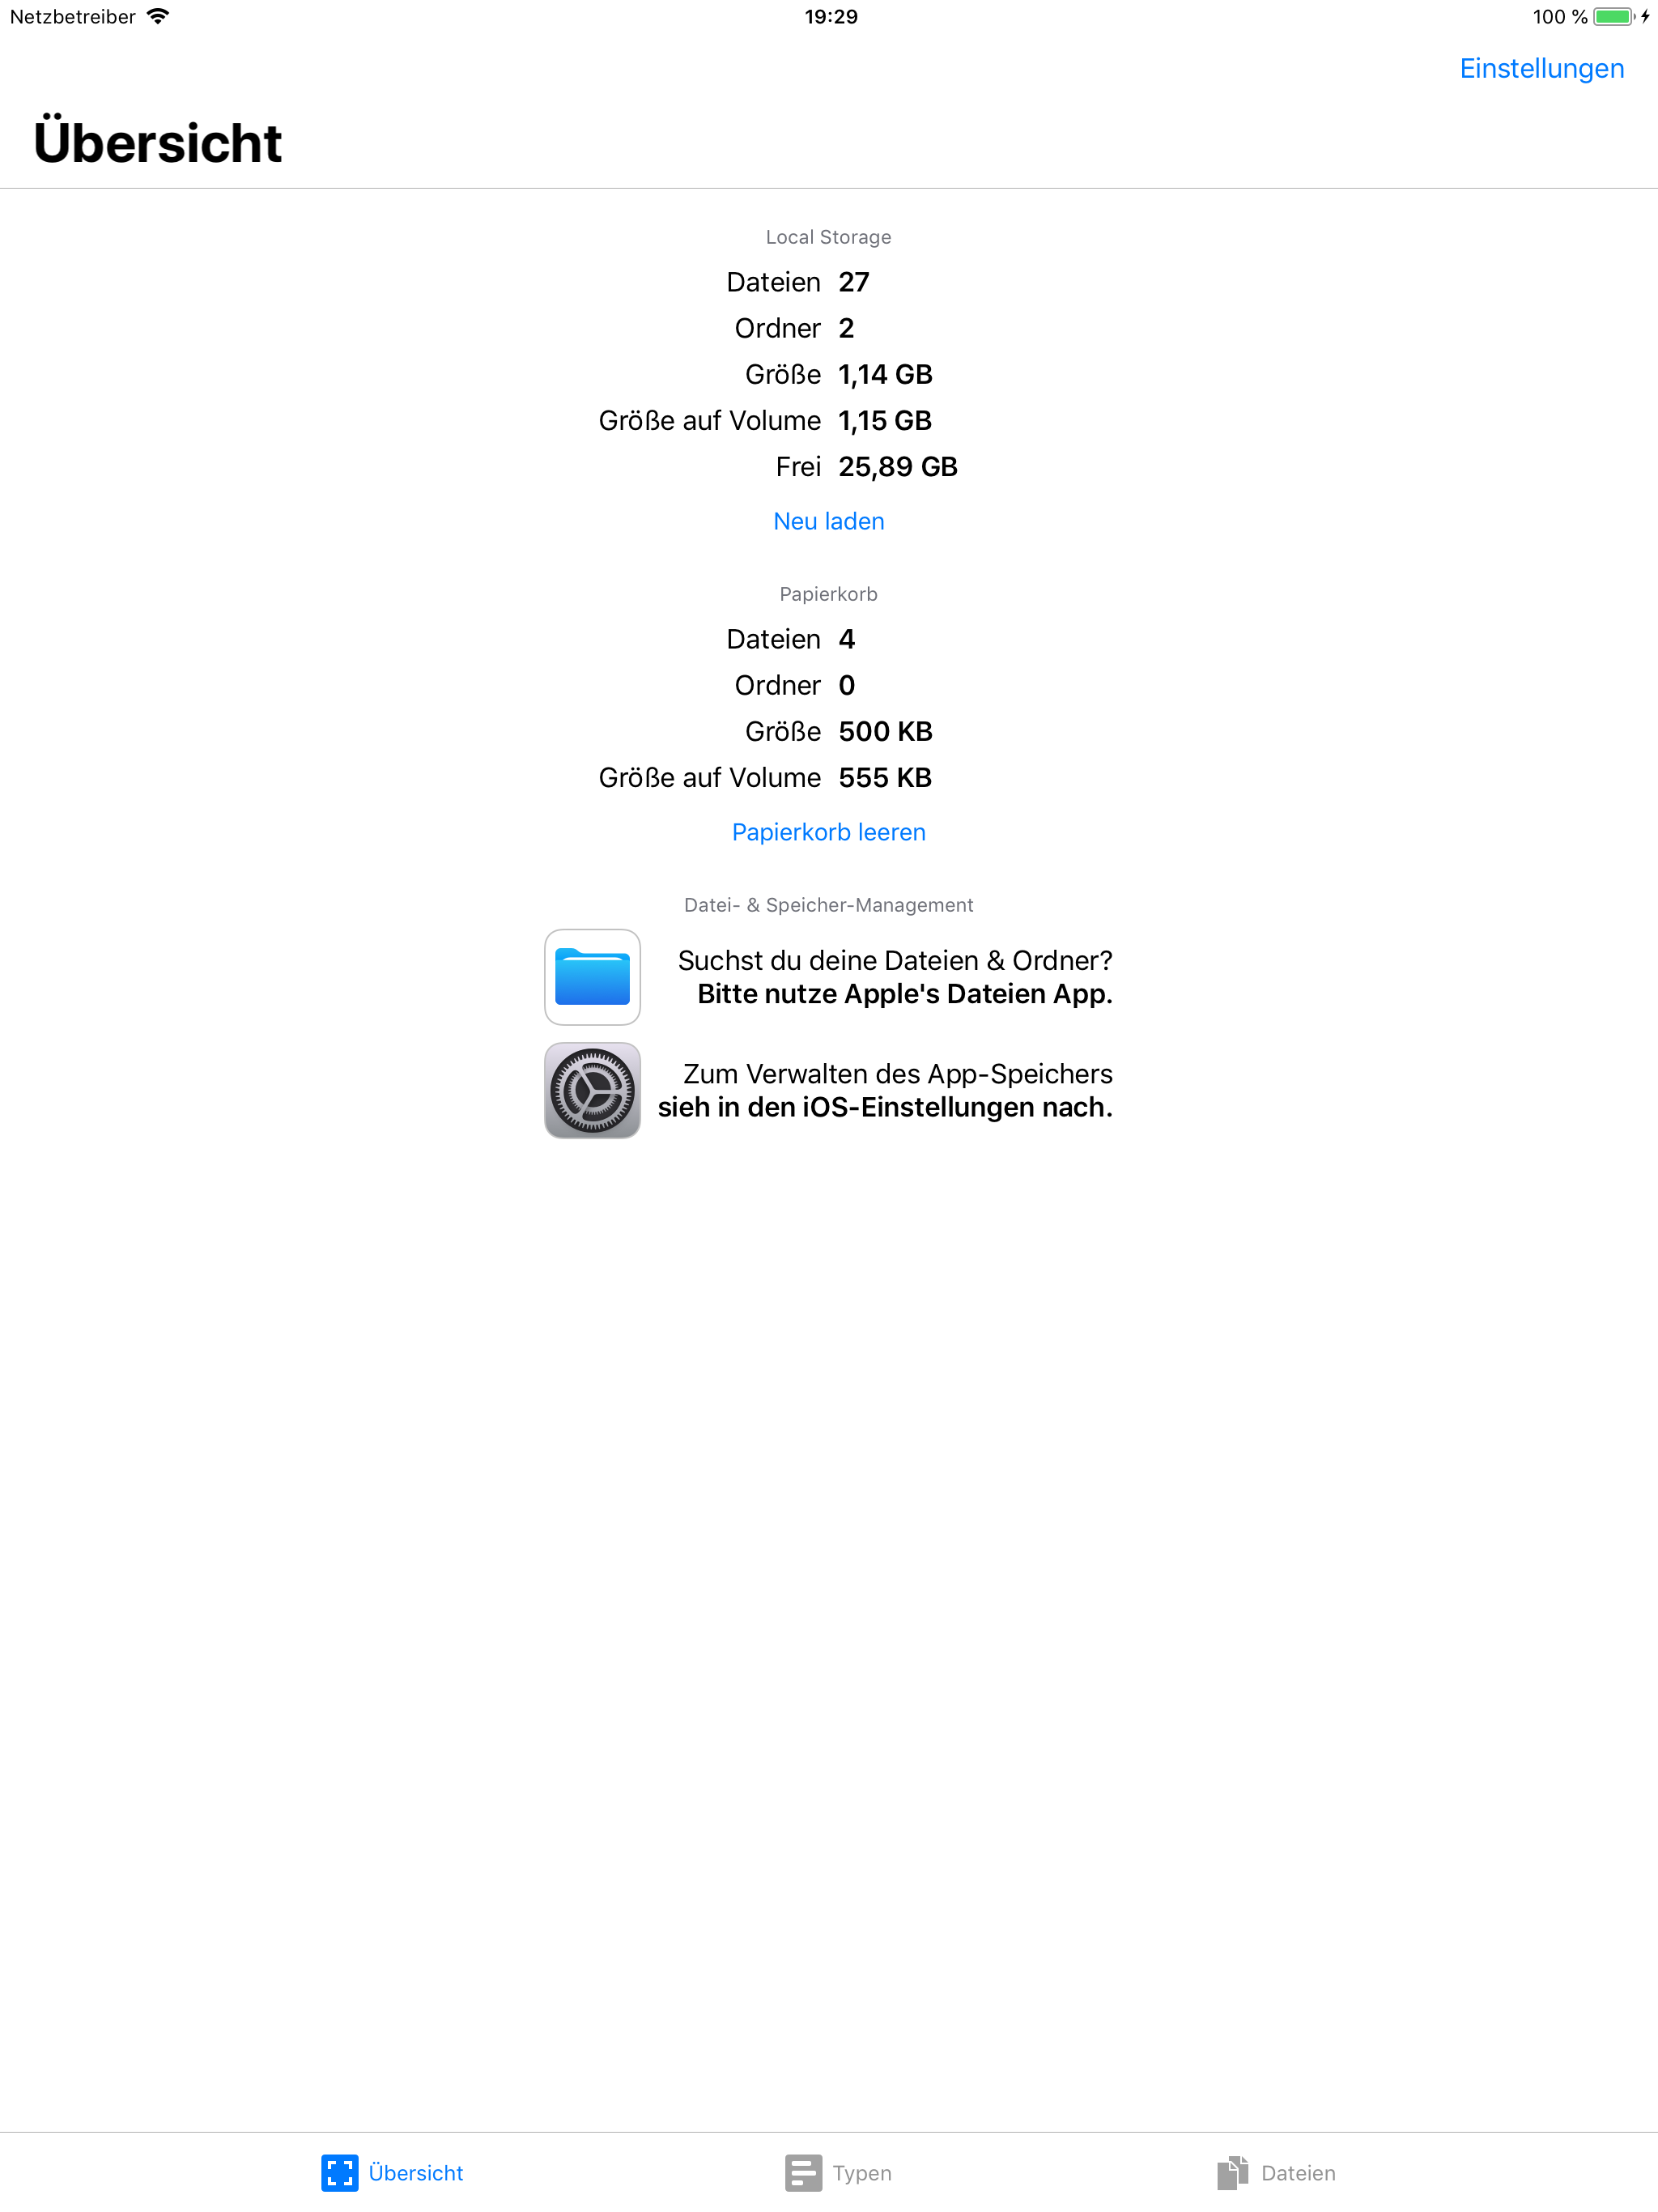 Netzbetreiber 19:29 100 %
Einstellungen
Übersicht
Local Storage
Dateien 27
Ordner 2
Größe 1,14 GB
Größe auf Volume 1,15 GB
Frei 25,89 GB
Neu laden
Papierkorb
Dateien 4
Ordner 0
Größe 500 KB
Größe auf Volume 555 KB
Papierkorb leeren
Datei- & Speicher-Management
Suchst du deine Dateien & Ordner?
Bitte nutze Apple's Dateien App.
Zum Verwalten des App-Speichers
sieh in den iOS-Einstellungen nach.
Übersicht Typen Dateien